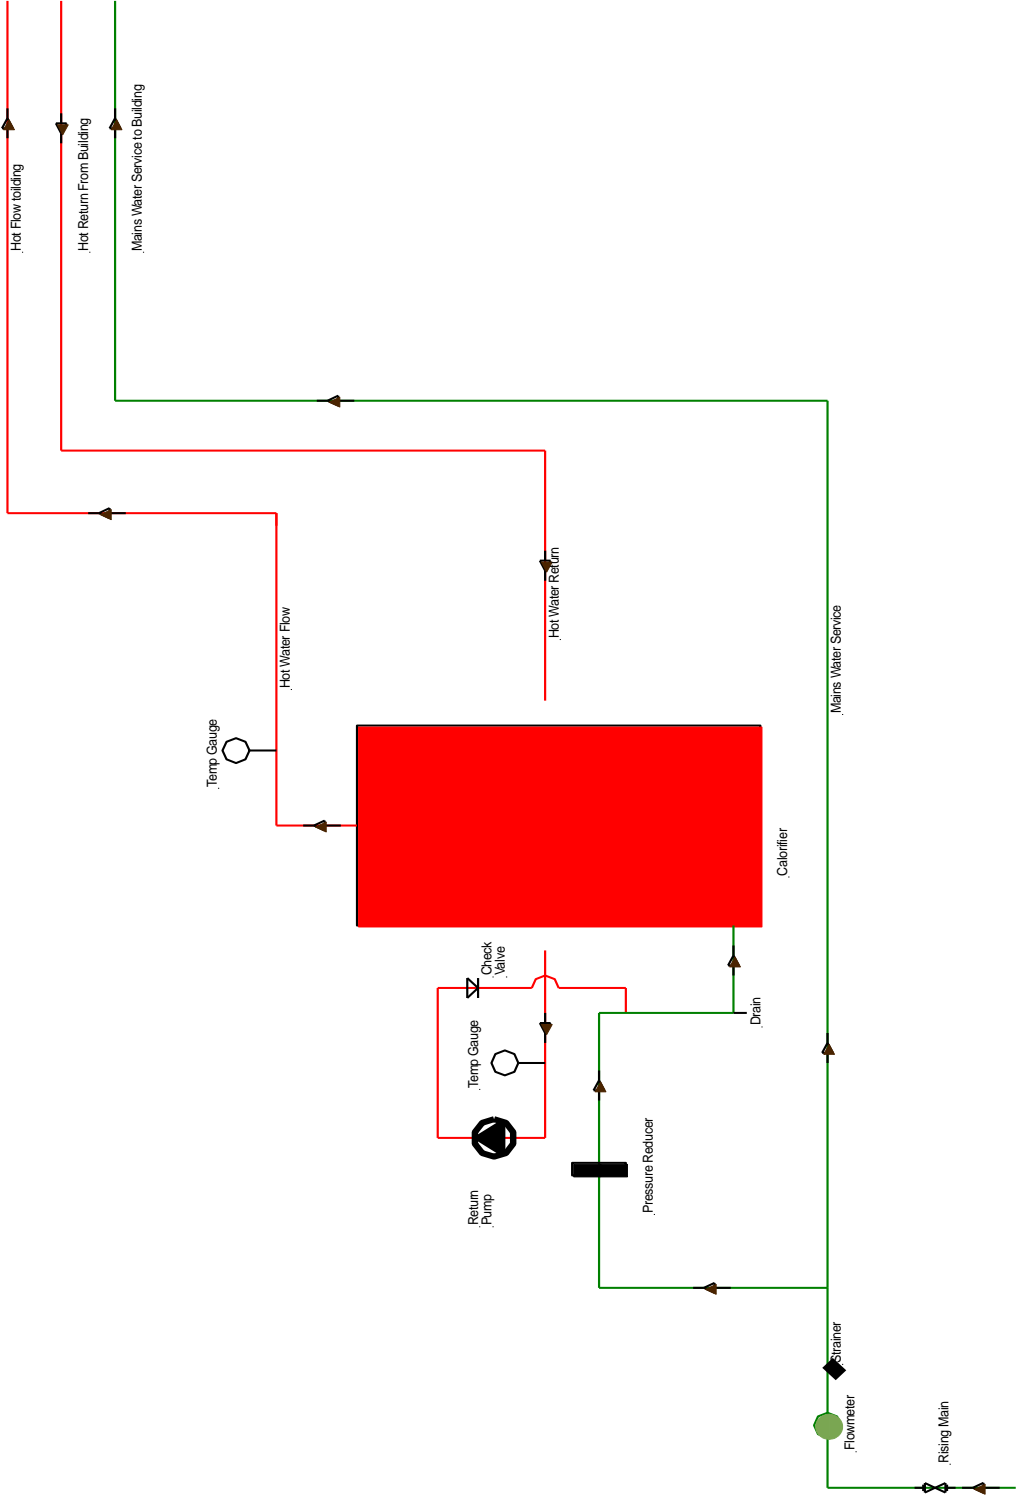 .Hot Flow toilding
.Hot Return From Building
.Mains Water Service to Building
.Hot Water Return
.Hot Water Flow
.Mains Water Service
.Temp Gauge
.Calorifier
.Check
.Valve
.Drain
.Temp Gauge
.Pressure Reducer
.Return
.Pump
.Strainer
.Flowmeter
.Rising Main